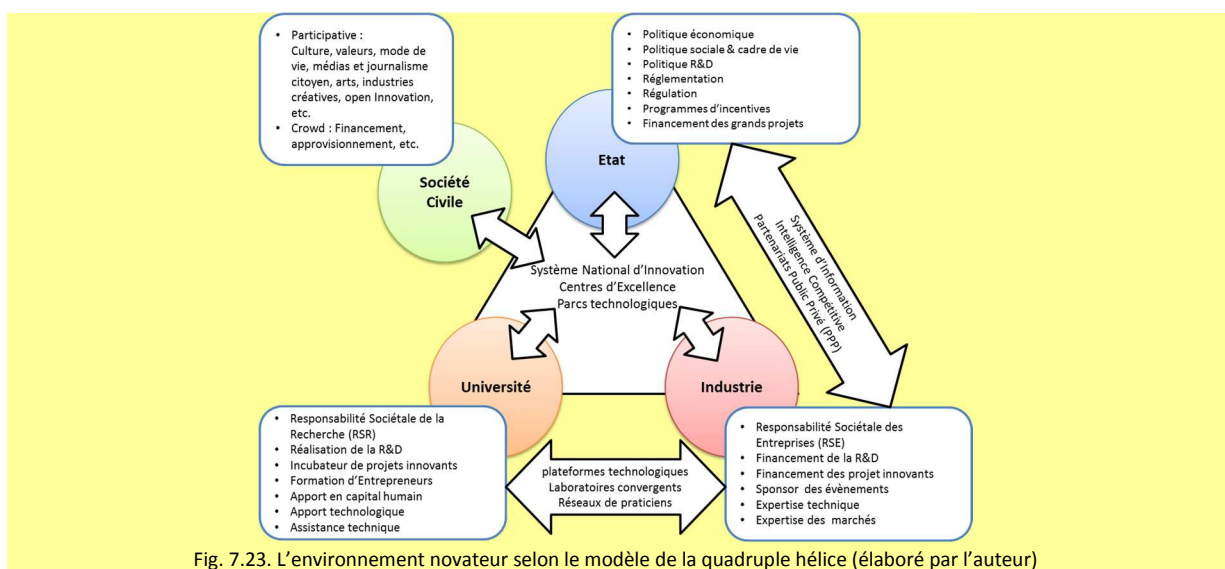 • Participative :
Culture, valeurs, mode de
vie, médias et journalisme
citoyen, arts, industries
créatives, open Innovation,
etc.
• Crowd : Financement,
approvisionnement, etc.
• Politique économique
• Politique sociale & cadre de vie
• Politique R&D
• Réglementation
• Régulation
• Programmes d'incentives
• Financement des grands projets
Société
Civile
Etat
Système d'Information
Intelligence Compétitive
Partenariats Public Privé (PPP)
Système National d'Innovation
Centres d'Excellence
Parcs technologiques
Université
Industrie
• Responsabilité Sociétale de la
Recherche (RSR)
• Réalisation de la R&D
• Incubateur de projets innovants
• Formation d'Entrepreneurs
• Apport en capital humain
• Apport technologique
• Assistance technique
plateformes technologiques
Laboratoires convergents
Réseaux de praticiens
• Responsabilité Sociétale des
Entreprises (RSE)
• Financement de la R&D
• Financement des projet innovants
• Sponsor des évènements
• Expertise technique
• Expertise des marchés
Fig. 7.23. L'environnement novateur selon le modèle de la quadruple hélice (élaboré par l'auteur)